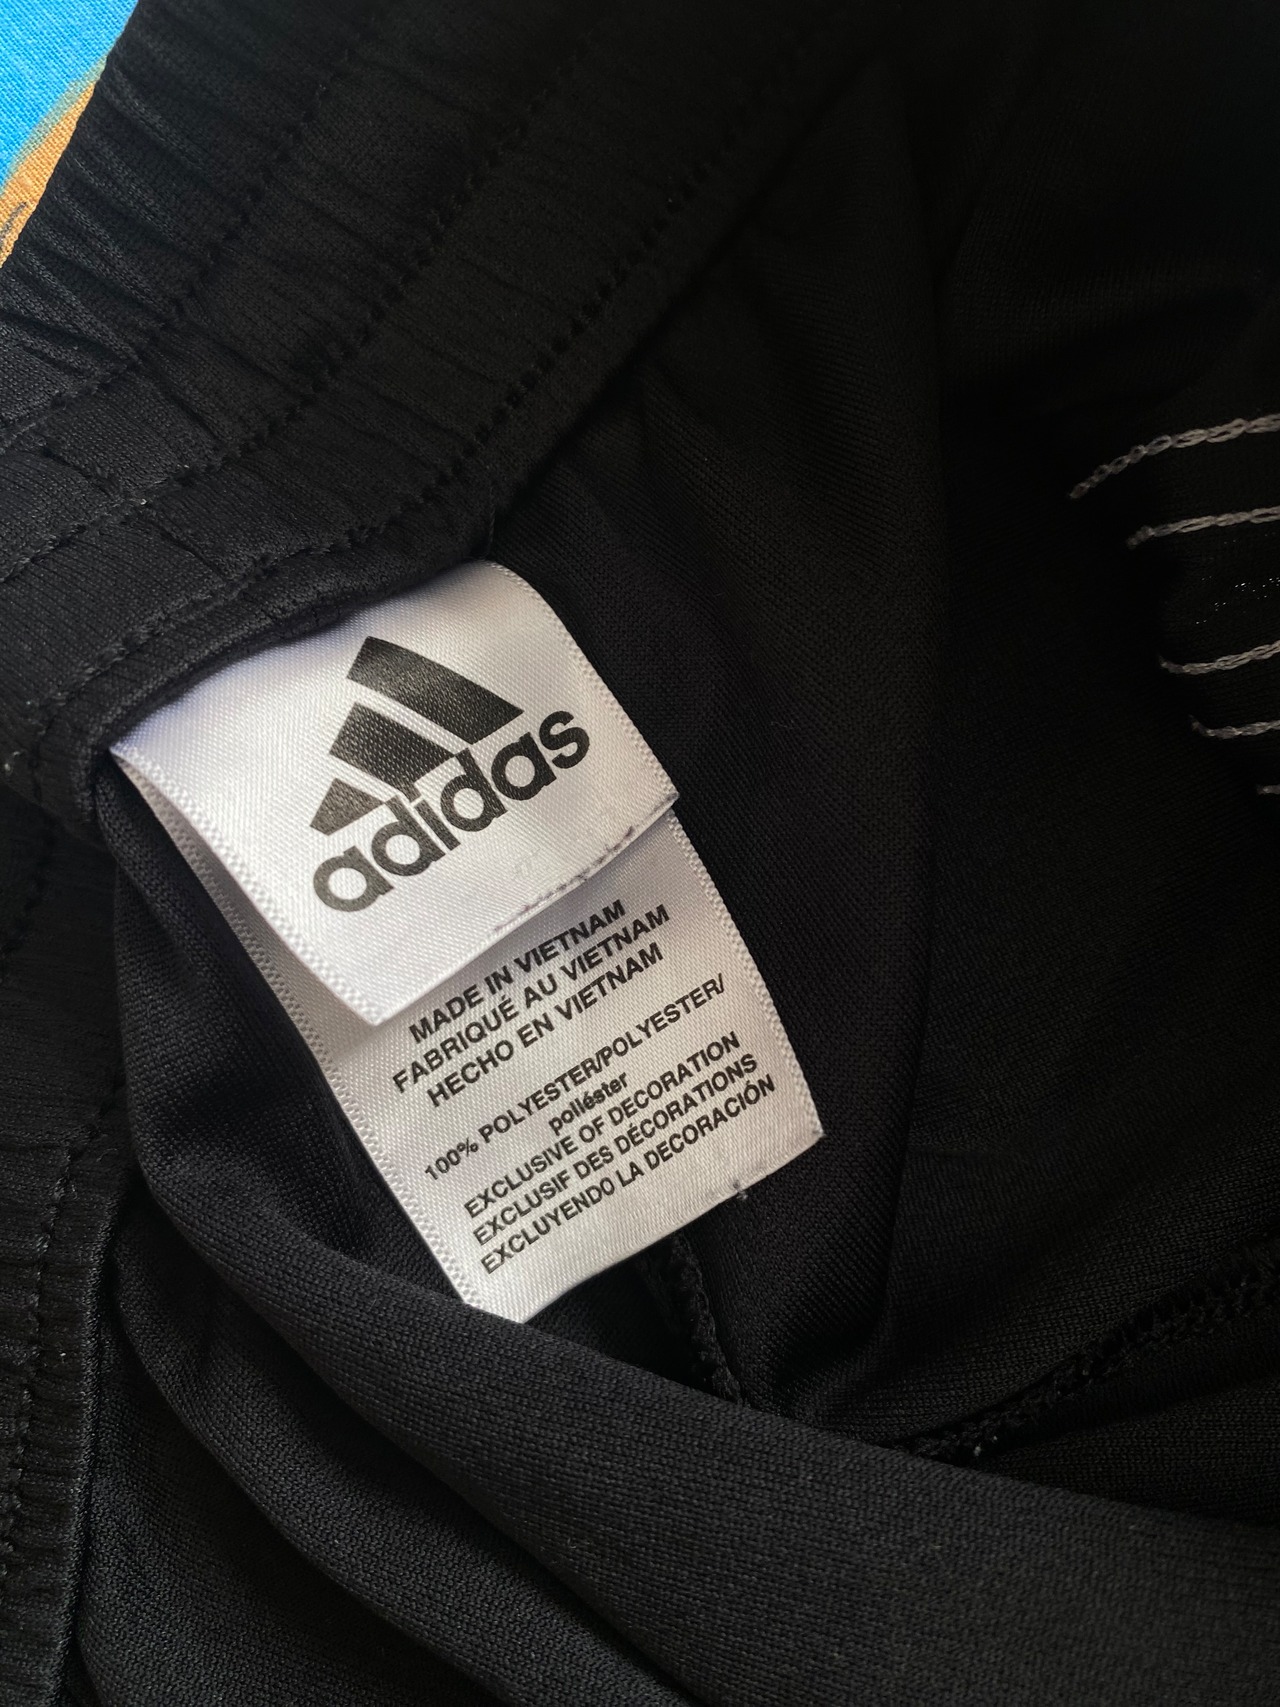 adidas
MADE IN VIETNAM
FABRIQUÉ AU VIETNAM
HECHO EN VIETNAM
100% POLYESTER/POLYESTER/
poliéster
EXCLUSIVE OF DECORATION
EXCLUSIF DES DÉCORATIONS
EXCLUYENDO LA DECORACIÓN